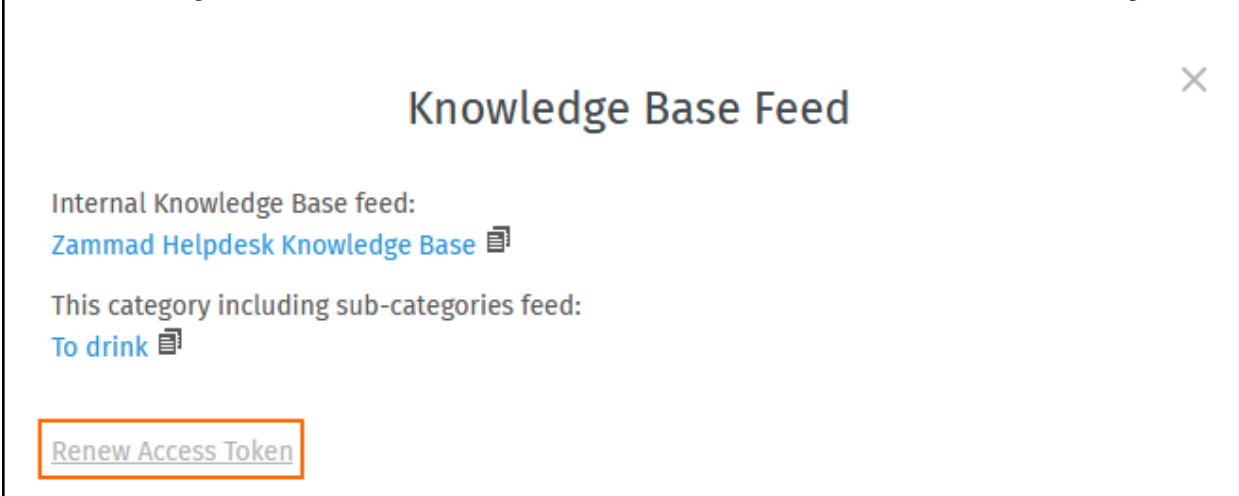 Knowledge Base Feed
Internal Knowledge Base feed:
Zammad Helpdesk Knowledge Base
This category including sub-categories feed:
To drink
Renew Access Token